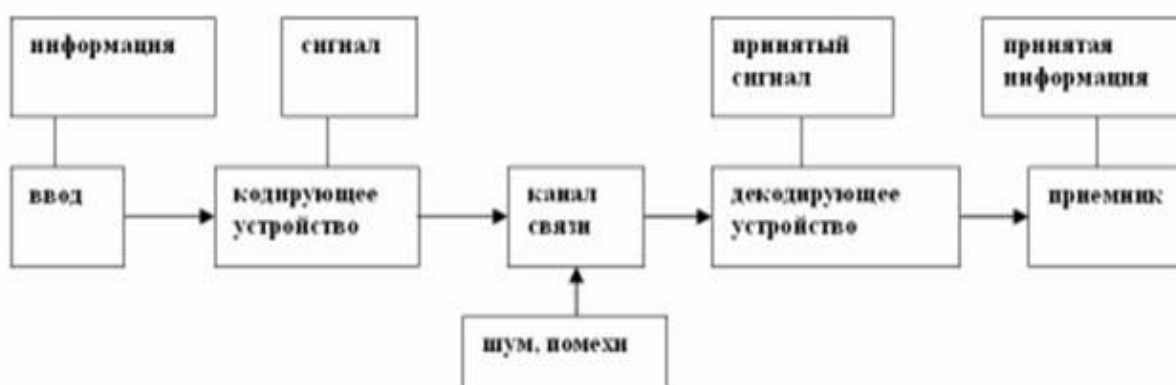 информация
сигнал
принятый
сигнал
принятая
информация
ввод
кодирующее
устройство
канал
связи
декодирующее
устройство
приемник
шум, помехи